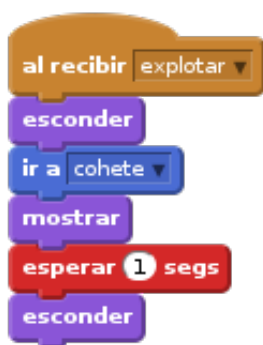 al recibir explotar
esconder
ir a cohete
mostrar
esperar 1 segs
esconder